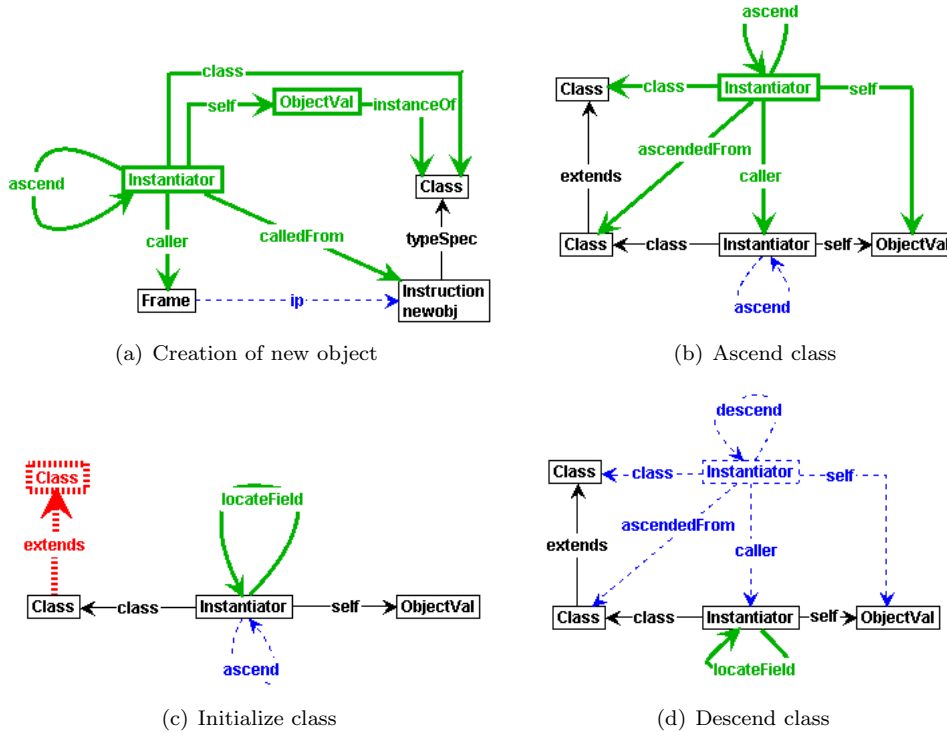 class
self
ObjectVal
instanceOf
ascend
Instantiator
Class
caller
calledFrom
typeSpec
Frame
ip
Instruction
newobj
(a) Creation of new object
ascend
Class
class
Instantiator
self
ascendedFrom
caller
extends
Class
class
Instantiator
self
ObjectVal
ascend
(b) Ascend class
Class
locateField
extends
Class
class
Instantiator
self
ObjectVal
ascend
(c) Initialize class
descend
Class
class
Instantiator
self
ascendedFrom
caller
extends
Class
class
Instantiator
self
ObjectVal
locateField
(d) Descend class